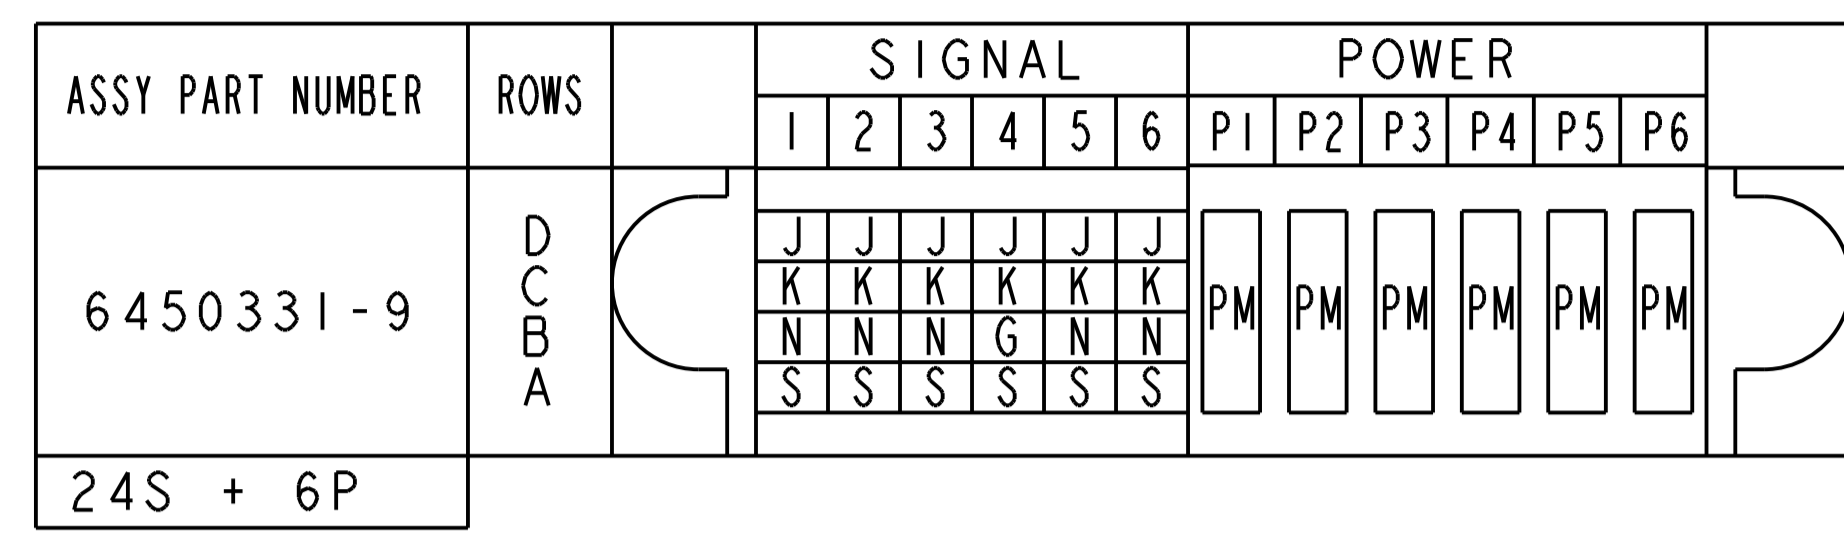 SIGNAL POWER
ASSY PART NUMBER ROWS
1 2 3 4 5 6 P1 P2 P3 P4 P5 P6
D J J J J J J
C K K K K K K
6450331-9 PM PM PM PM PM PM
B N N N G N N
A S S S S S S
24S + 6P